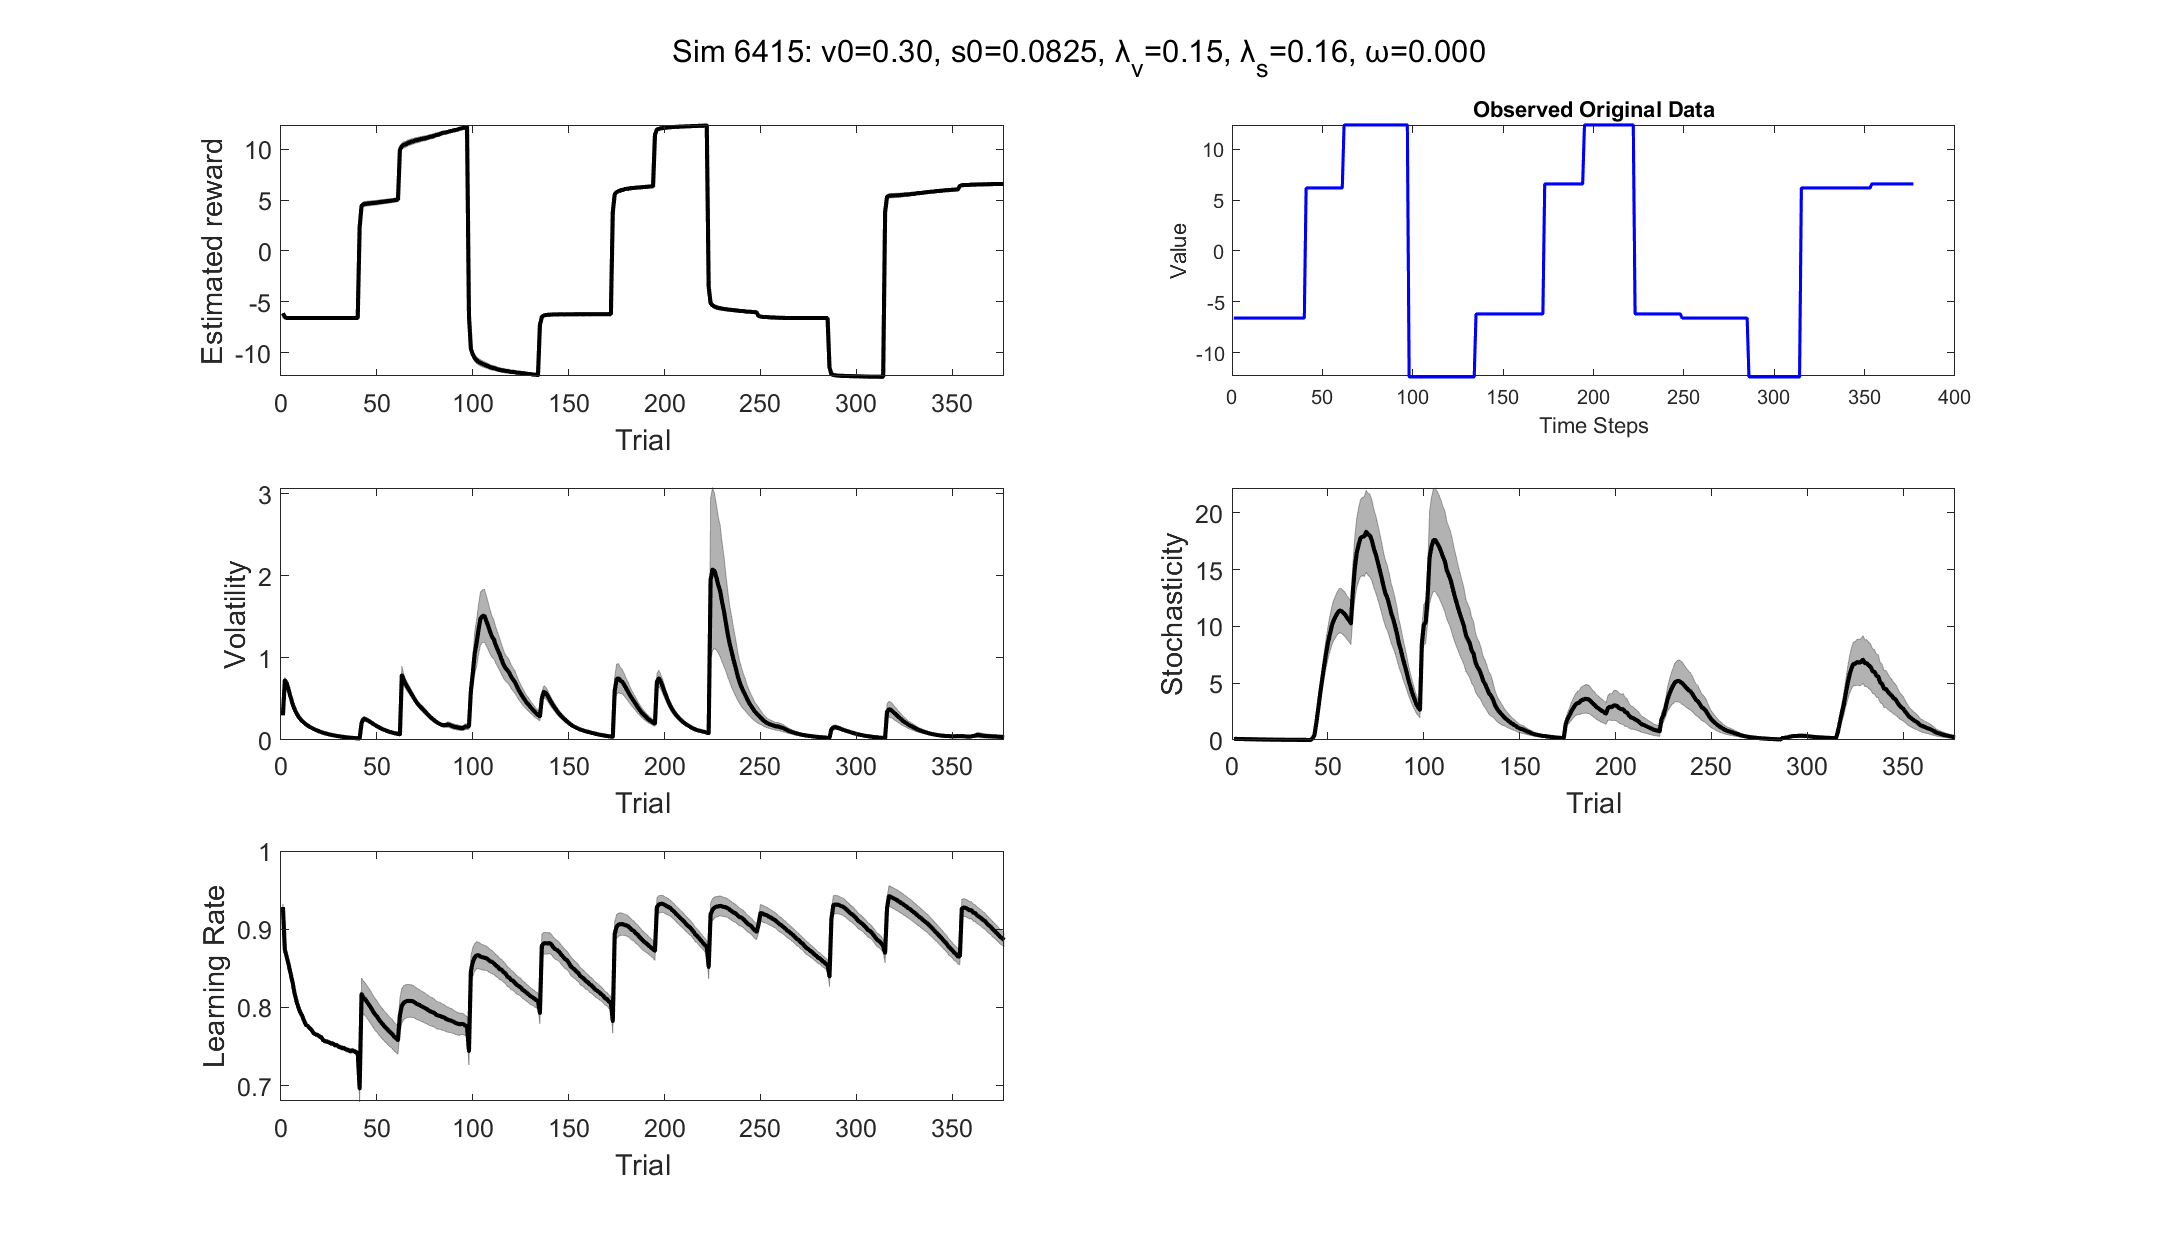 Sim 6415: v0=0.30, s0=0.0825, λ_v=0.15, λ_s=0.16, ω=0.000
Estimated reward
10
5
0
-5
-10
0 50 100 150 200 250 300 350
Trial
Observed Original Data
Value
10
5
0
-5
-10
0 50 100 150 200 250 300 350 400
Time Steps
Volatility
3
2
1
0
0 50 100 150 200 250 300 350
Trial
Stochasticity
20
15
10
5
0
0 50 100 150 200 250 300 350
Trial
Learning Rate
1
0.9
0.8
0.7
0 50 100 150 200 250 300 350
Trial